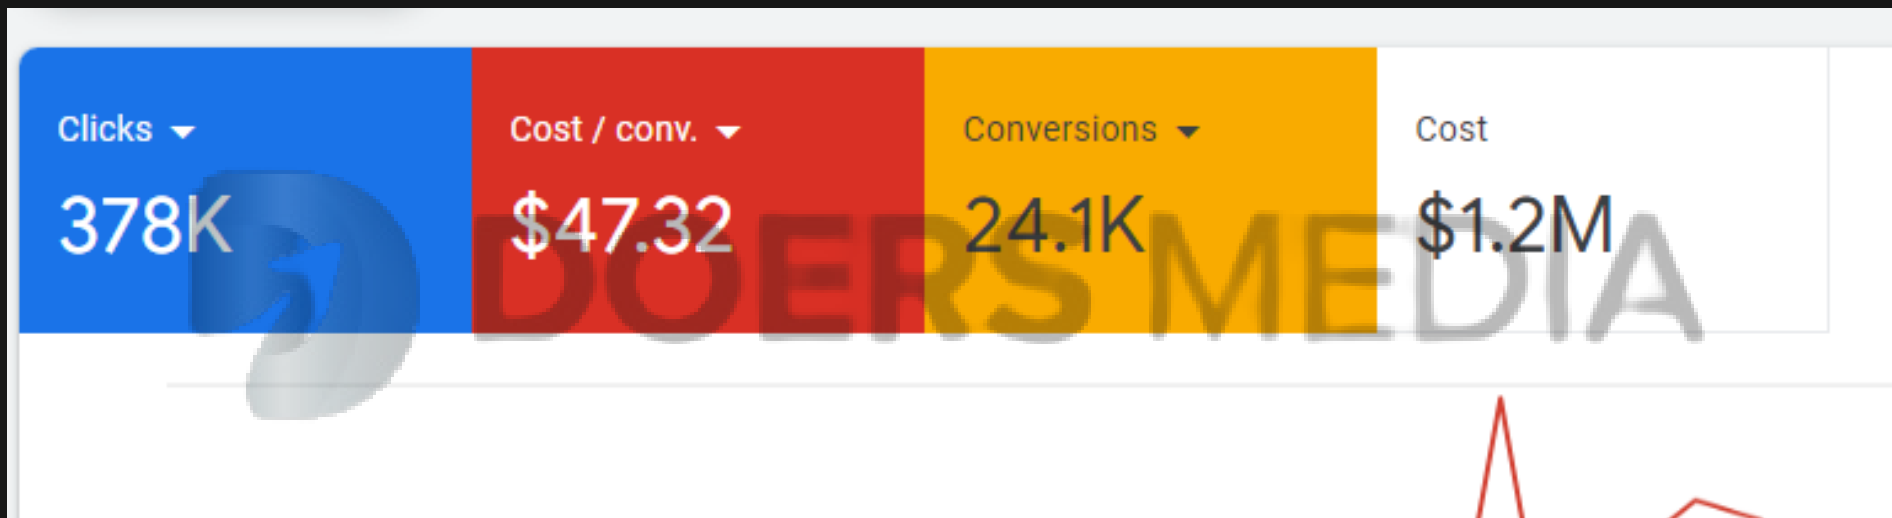 Clicks
Cost / conv.
Conversions
Cost
378K
$47.32
24.1K
$1.2M
DOERS MEDIA